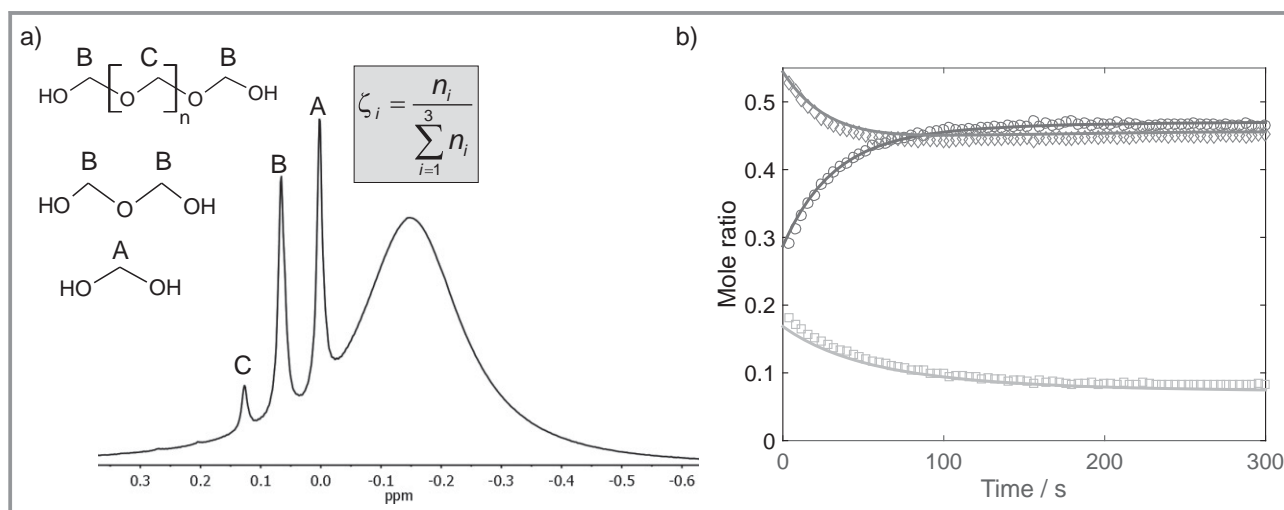 a)
B C B
HO O O OH
n
B B
HO O OH
A
HO OH
ζi = ni / ∑ i=1 3 ni
A
B
C
0.3 0.2 0.1 0.0 -0.1 -0.2 -0.3 -0.4 -0.5 -0.6
ppm
b)
Mole ratio
0.5
0.4
0.3
0.2
0.1
0
0 100 200 300
Time / s